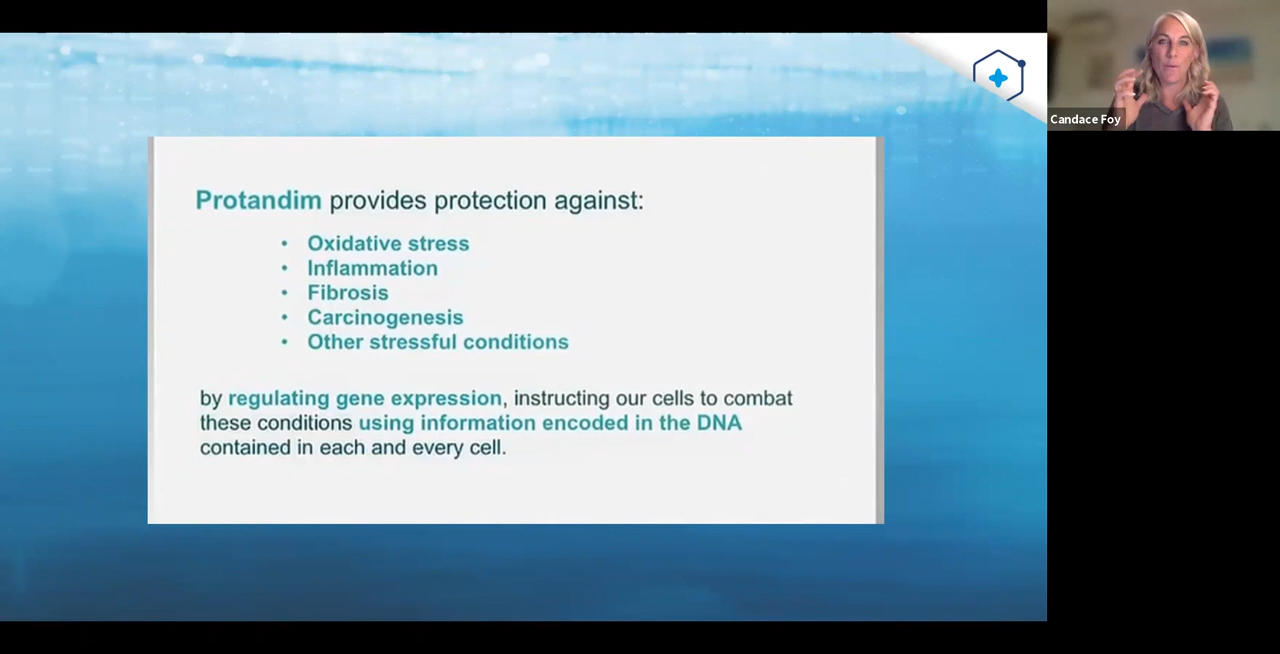 Protandim provides protection against:
• Oxidative stress
• Inflammation
• Fibrosis
• Carcinogenesis
• Other stressful conditions
by regulating gene expression, instructing our cells to combat
these conditions using information encoded in the DNA
contained in each and every cell.
Candace Foy